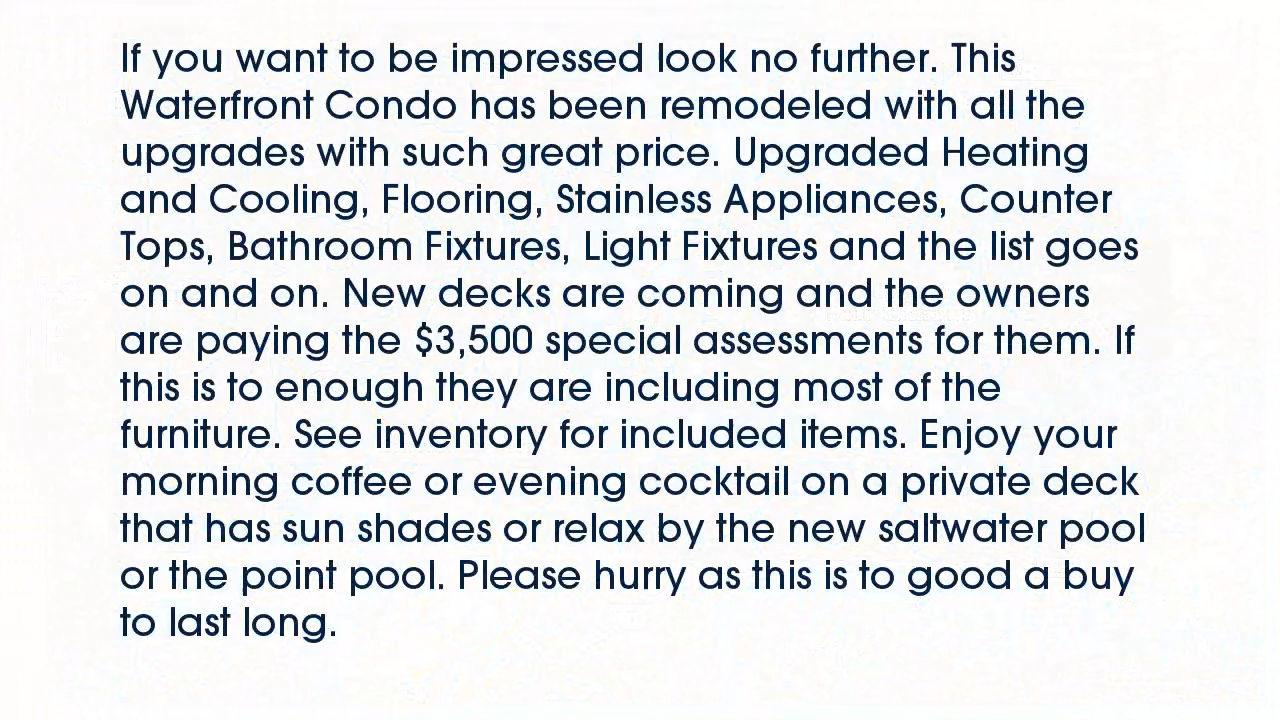 If you want to be impressed look no further. This
Waterfront Condo has been remodeled with all the
upgrades with such great price. Upgraded Heating
and Cooling, Flooring, Stainless Appliances, Counter
Tops, Bathroom Fixtures, Light Fixtures and the list goes
on and on. New decks are coming and the owners
are paying the $3,500 special assessments for them. If
this is to enough they are including most of the
furniture. See inventory for included items. Enjoy your
morning coffee or evening cocktail on a private deck
that has sun shades or relax by the new saltwater pool
or the point pool. Please hurry as this is to good a buy
to last long.